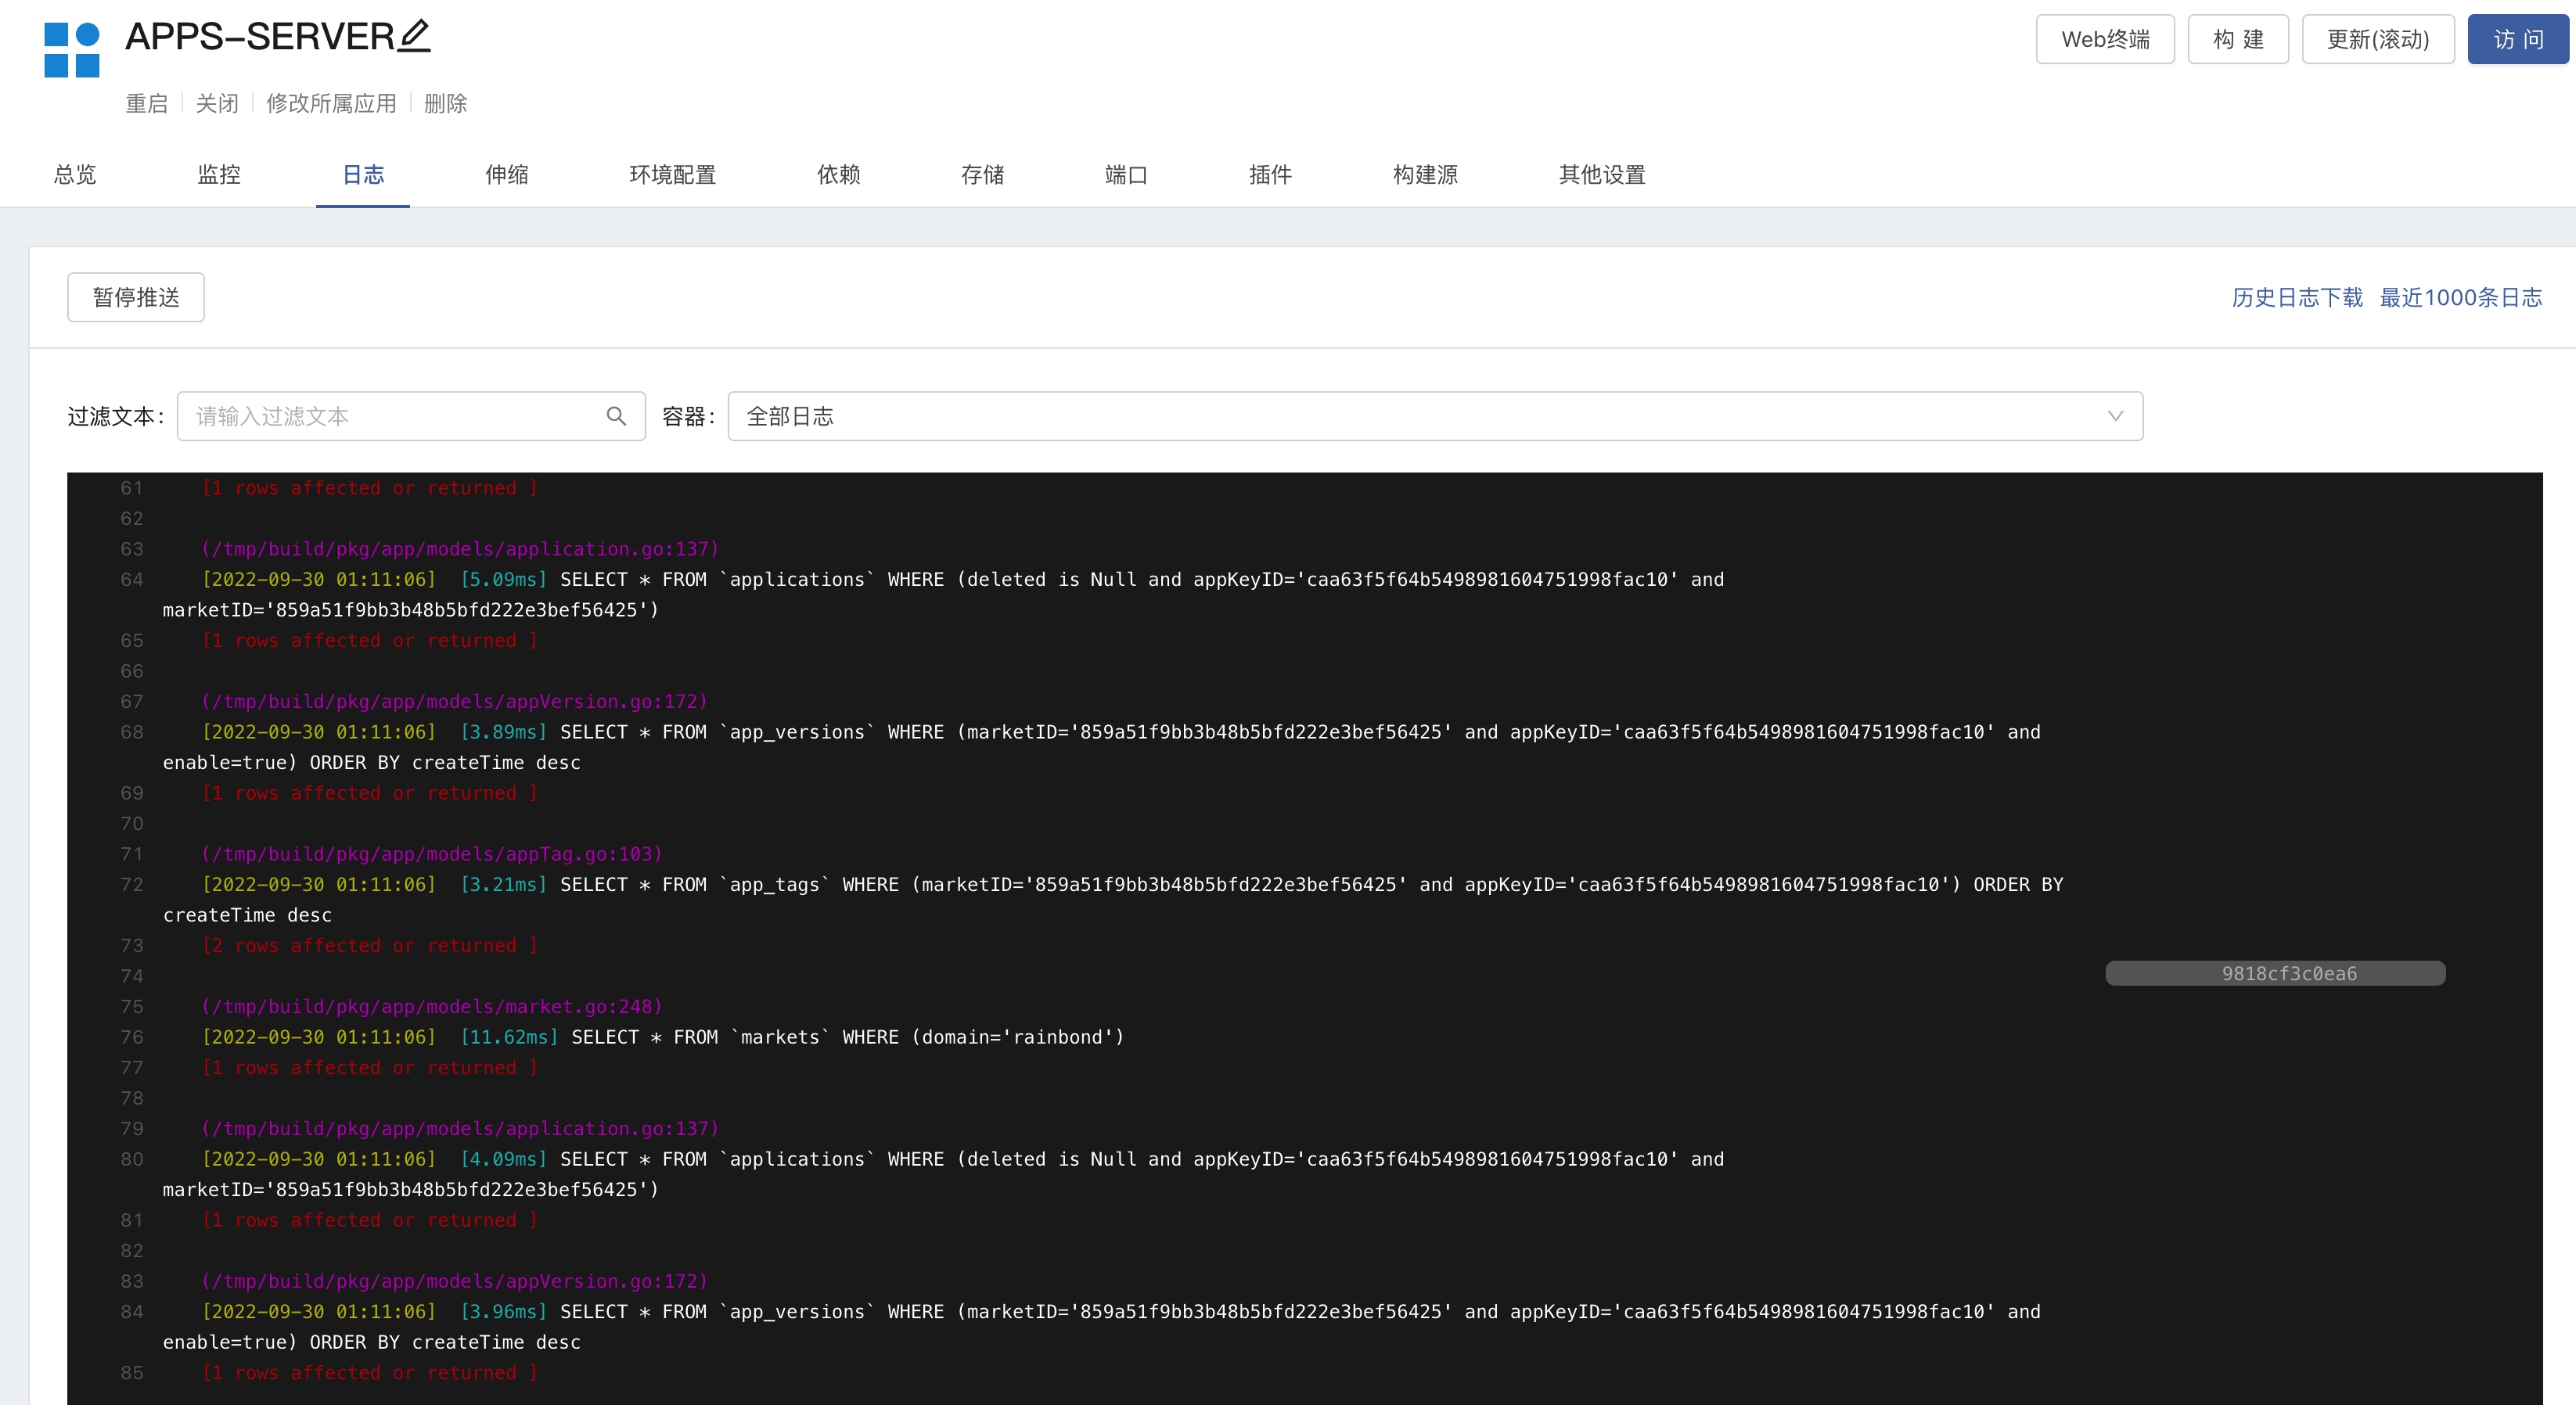 APPS-SERVER
Web终端 构 建 更新(滚动) 访 问
重启 关闭 修改所属应用 删除
总览 监控 日志 伸缩 环境配置 依赖 存储 端口 插件 构建源 其他设置
暂停推送 历史日志下载 最近1000条日志
过滤文本: 请输入过滤文本 容器: 全部日志
61 [1 rows affected or returned ]
62
63 (/tmp/build/pkg/app/models/application.go:137)
64 [2022-09-30 01:11:06] [5.09ms] SELECT * FROM `applications` WHERE (deleted is Null and appKeyID='caa63f5f64b5498981604751998fac10' and
marketID='859a51f9bb3b48b5bfd222e3bef56425')
65 [1 rows affected or returned ]
66
67 (/tmp/build/pkg/app/models/appVersion.go:172)
68 [2022-09-30 01:11:06] [3.89ms] SELECT * FROM `app_versions` WHERE (marketID='859a51f9bb3b48b5bfd222e3bef56425' and appKeyID='caa63f5f64b5498981604751998fac10' and
enable=true) ORDER BY createTime desc
69 [1 rows affected or returned ]
70
71 (/tmp/build/pkg/app/models/appTag.go:103)
72 [2022-09-30 01:11:06] [3.21ms] SELECT * FROM `app_tags` WHERE (marketID='859a51f9bb3b48b5bfd222e3bef56425' and appKeyID='caa63f5f64b5498981604751998fac10') ORDER BY
createTime desc
73 [2 rows affected or returned ]
74 9818cf3c0ea6
75 (/tmp/build/pkg/app/models/market.go:248)
76 [2022-09-30 01:11:06] [11.62ms] SELECT * FROM `markets` WHERE (domain='rainbond')
77 [1 rows affected or returned ]
78
79 (/tmp/build/pkg/app/models/application.go:137)
80 [2022-09-30 01:11:06] [4.09ms] SELECT * FROM `applications` WHERE (deleted is Null and appKeyID='caa63f5f64b5498981604751998fac10' and
marketID='859a51f9bb3b48b5bfd222e3bef56425')
81 [1 rows affected or returned ]
82
83 (/tmp/build/pkg/app/models/appVersion.go:172)
84 [2022-09-30 01:11:06] [3.96ms] SELECT * FROM `app_versions` WHERE (marketID='859a51f9bb3b48b5bfd222e3bef56425' and appKeyID='caa63f5f64b5498981604751998fac10' and
enable=true) ORDER BY createTime desc
85 [1 rows affected or returned ]